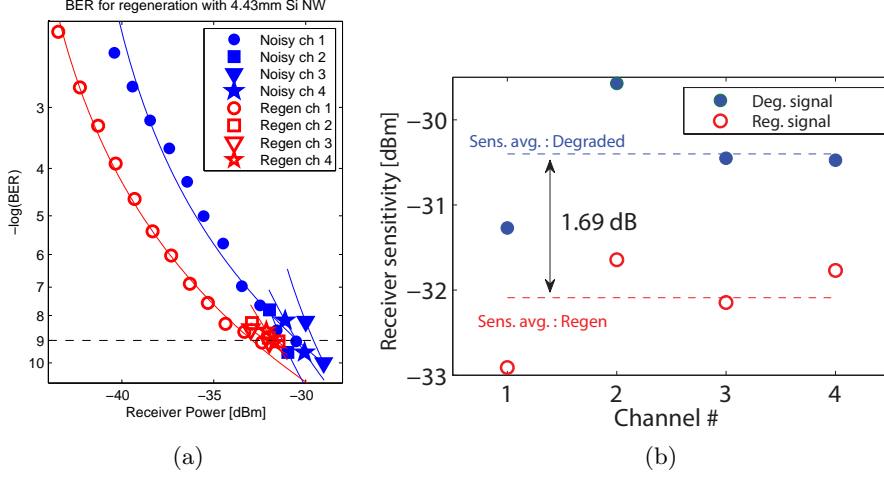 BER for regeneration with 4.43mm Si NW
Noisy ch 1
Noisy ch 2
Noisy ch 3
Noisy ch 4
Regen ch 1
Regen ch 2
Regen ch 3
Regen ch 4
3
4
5
6
7
8
9
10
−log(BER)
−40
−35
−30
Receiver Power [dBm]
(a)
Deg. signal
Reg. signal
Sens. avg. : Degraded
1.69 dB
Sens. avg. : Regen
−30
−31
−32
−33
Receiver sensitivity [dBm]
1
2
3
4
Channel #
(b)